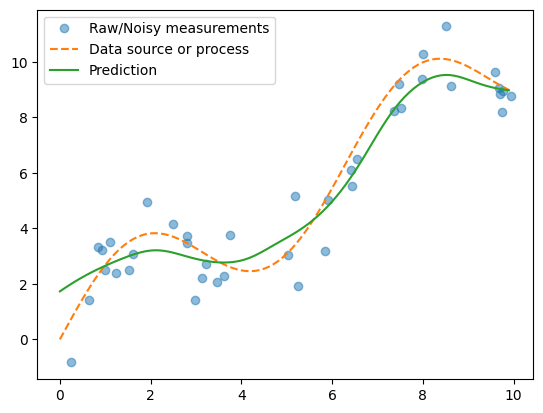 Raw/Noisy measurements
Data source or process
Prediction
10
8
6
4
2
0
0 2 4 6 8 10